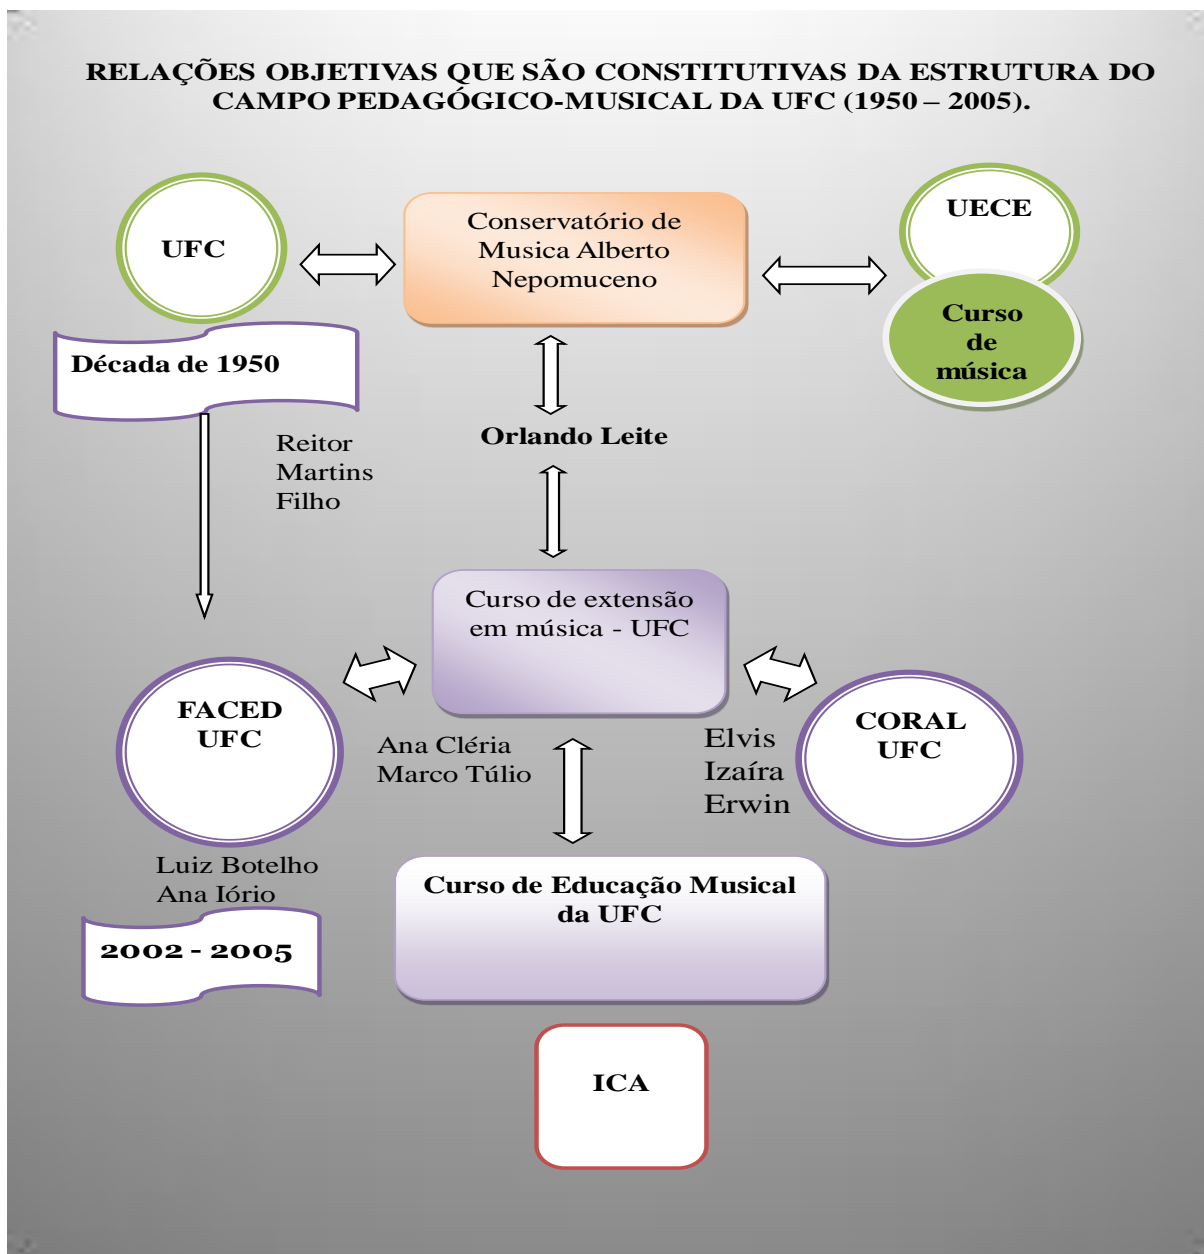 RELAÇÕES OBJETIVAS QUE SÃO CONSTITUTIVAS DA ESTRUTURA DO
CAMPO PEDAGÓGICO-MUSICAL DA UFC (1950 – 2005).
UFC
Conservatório de
Musica Alberto
Nepomuceno
UECE
Curso
de
música
Década de 1950
Reitor
Martins
Filho
Orlando Leite
Curso de extensão
em música - UFC
FACED
UFC
Ana Cléria
Marco Túlio
Elvis
Izaíra
Erwin
CORAL
UFC
Luiz Botelho
Ana Iório
2002 - 2005
Curso de Educação Musical
da UFC
ICA